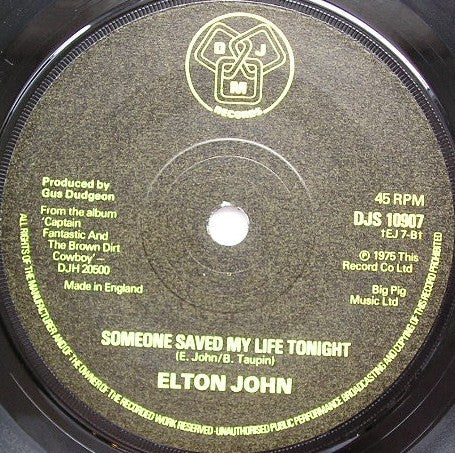 D J
M
RECORDS
Produced by
Gus Dudgeon
From the album
'Captain
Fantastic And
The Brown Dirt
Cowboy'–
DJH 20500
Made in England
45 RPM
DJS 10907
†EJ 7-B†
℗ 1975 This
Record Co Ltd
Big Pig
Music Ltd
SOMEONE SAVED MY LIFE TONIGHT
(E. John/B. Taupin)
ELTON JOHN
ALL RIGHTS OF THE MANUFACTURER AND OF THE OWNER OF THE RECORDED WORK RESERVED-UNAUTHORISED PUBLIC PERFORMANCE BROADCASTING AND COPYING OF THIS RECORD PROHIBITED